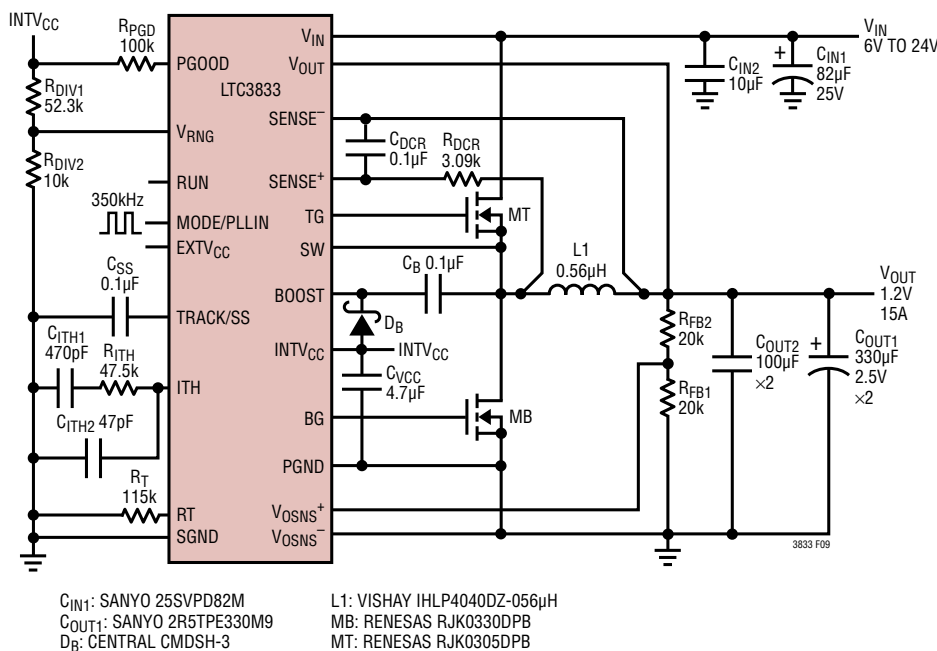 INTVCC
RPGD
100k
PGOOD
RDIV1
52.3k
VRNG
RDIV2
10k
RUN
350kHz
MODE/PLLIN
EXTVCC
CSS
0.1µF
TRACK/SS
CITH1
470pF
RITH
47.5k
ITH
CITH2 47pF
RT
115k
RT
SGND
LTC3833
VIN
VOUT
SENSE–
SENSE+
TG
SW
BOOST
INTVCC
BG
PGND
VOSNS+
VOSNS–
CDCR
0.1µF
RDCR
3.09k
MT
CB 0.1µF
L1
0.56µH
DB
INTVCC
CVCC
4.7µF
MB
VIN
6V TO 24V
CIN2
10µF
+
CIN1
82µF
25V
VOUT
1.2V
15A
RFB2
20k
RFB1
20k
COUT2
100µF
×2
+
COUT1
330µF
2.5V
×2
3833 F09
CIN1: SANYO 25SVPD82M
COUT1: SANYO 2R5TPE330M9
DB: CENTRAL CMDSH-3
L1: VISHAY IHLP4040DZ-056µH
MB: RENESAS RJK0330DPB
MT: RENESAS RJK0305DPB